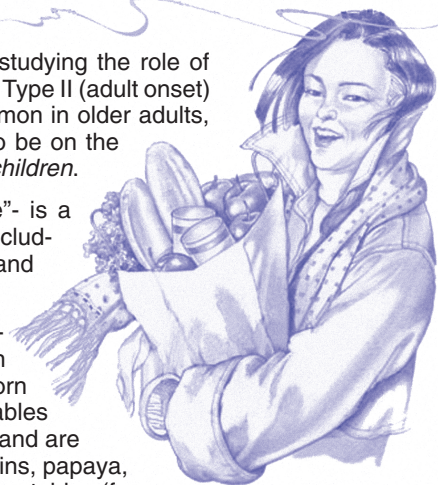 studying the role of
Type II (adult onset)
mon in older adults,
o be on the
children.
e"- is a
clud-
and
-
n
orn
ables
and are
ins, papaya,